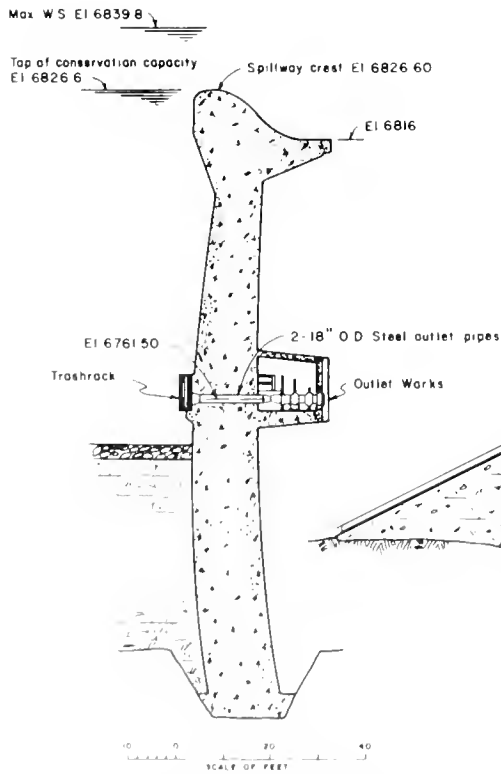 Max W S El 6839.8
Top of conservation capacity
El 6826.6
Spillway crest El 6826.60
El 6816
El 6761.50
2-18" O D Steel outlet pipes
Trashrack
Outlet Works
10 0 20 40
SCALE OF FEET